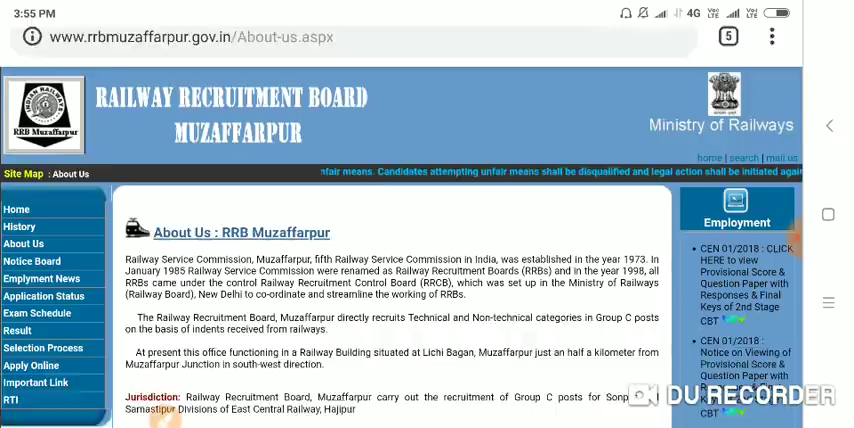 3:55 PM 4G Vo) LTE Vo) LTE
www.rrbmuzaffarpur.gov.in/About-us.aspx 5
INDIAN RAILWAYS
RRB Muzaffarpur
RAILWAY RECRUITMENT BOARD
MUZAFFARPUR
Ministry of Railways
home | search | mail us
Site Map : About Us
unfair means. Candidates attempting unfair means shall be disqualified and legal action shall be initiated again
Home
History
About Us
Notice Board
Emplyment News
Application Status
Exam Schedule
Result
Selection Process
Apply Online
Important Link
RTI
About Us : RRB Muzaffarpur
Railway Service Commission, Muzaffarpur, fifth Railway Service Commission in India, was established in the year 1973. In
January 1985 Railway Service Commission were renamed as Railway Recruitment Boards (RRBs) and in the year 1998, all
RRBs came under the control Railway Recruitment Control Board (RRCB), which was set up in the Ministry of Railways
(Railway Board), New Delhi to co-ordinate and streamline the working of RRBs.
The Railway Recruitment Board, Muzaffarpur directly recruits Technical and Non-technical categories in Group C posts
on the basis of indents received from railways.
At present this office functioning in a Railway Building situated at Lichi Bagan, Muzaffarpur just an half a kilometer from
Muzaffarpur Junction in south-west direction.
Jurisdiction: Railway Recruitment Board, Muzaffarpur carry out the recruitment of Group C posts for
Samastipur Divisions of East Central Railway, Hajipur
Employment
CEN 01/2018 : CLICK
HERE to view
Provisional Score &
Question Paper with
Responses & Final
Keys of 2nd Stage
CBT
CEN 01/2018 :
Notice on Viewing of
Provisional Score &
Question Paper with
CBT
DU RECORDER